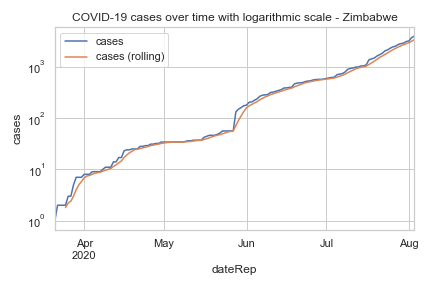 COVID-19 cases over time with logarithmic scale - Zimbabwe
cases
cases (rolling)
10³
10²
10¹
10⁰
cases
Apr
2020
May
Jun
Jul
Aug
dateRep